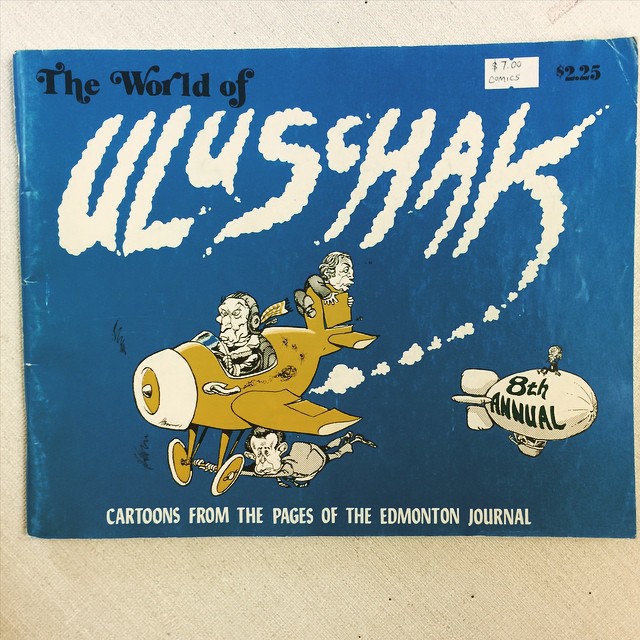 The World of
$7.00
COMICS
$2.25
ULUSCHAK
8th
ANNUAL
CARTOONS FROM THE PAGES OF THE EDMONTON JOURNAL